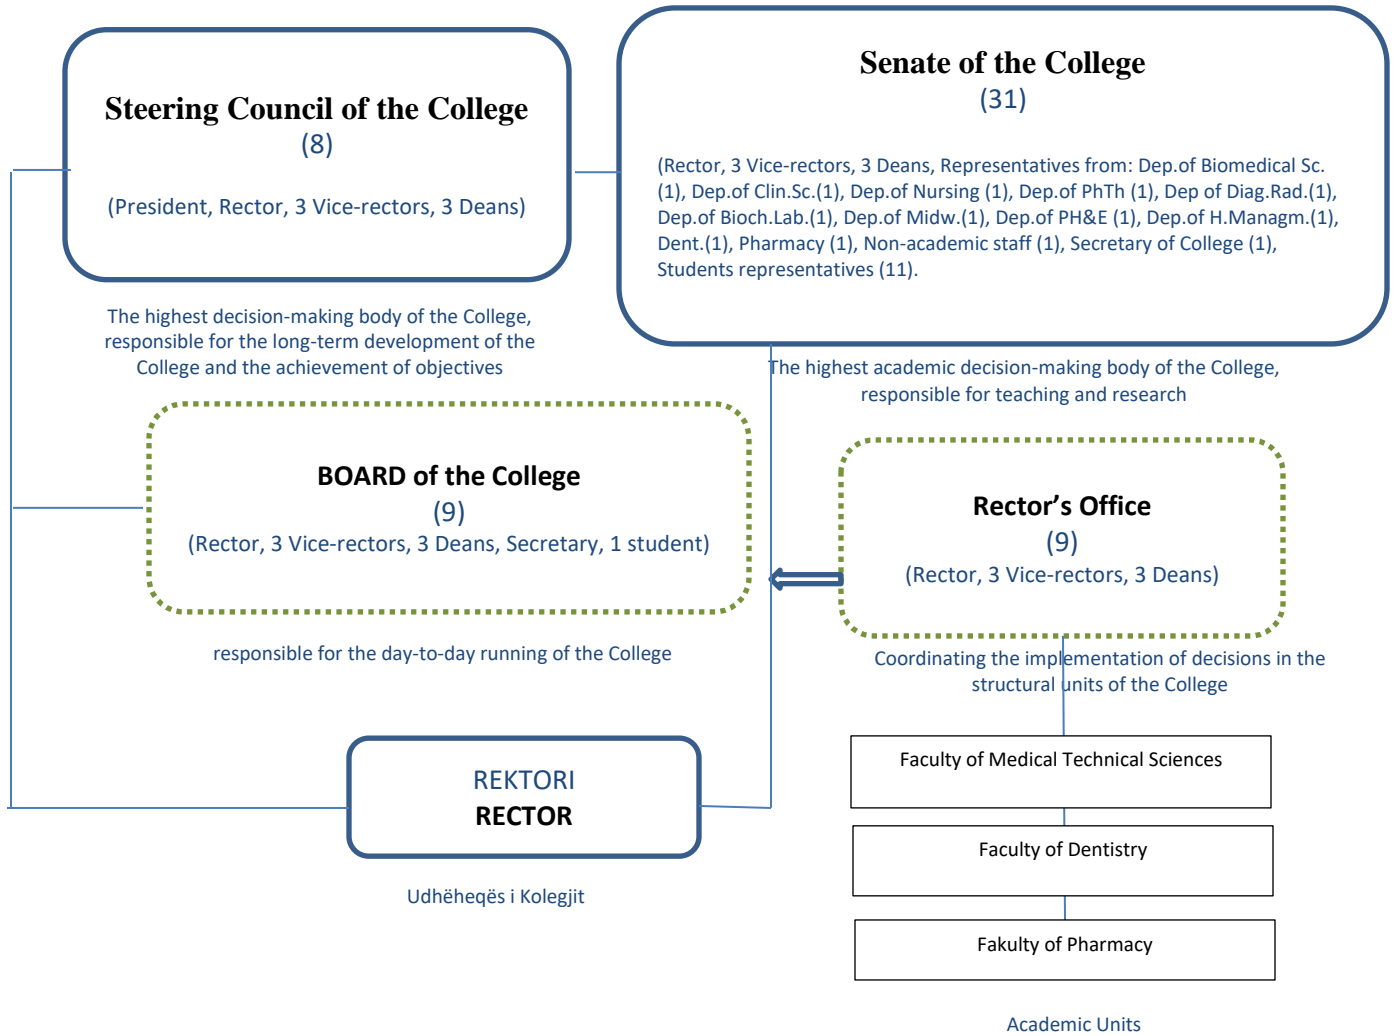 Steering Council of the College
(8)
(President, Rector, 3 Vice-rectors, 3 Deans)
The highest decision-making body of the College,
responsible for the long-term development of the
College and the achievement of objectives
Senate of the College
(31)
(Rector, 3 Vice-rectors, 3 Deans, Representatives from: Dep.of Biomedical Sc.
(1), Dep.of Clin.Sc.(1), Dep.of Nursing (1), Dep.of PhTh (1), Dep of Diag.Rad.(1),
Dep.of Bioch.Lab.(1), Dep.of Midw.(1), Dep.of PH&E (1), Dep.of H.Managm.(1),
Dent.(1), Pharmacy (1), Non-academic staff (1), Secretary of College (1),
Students representatives (11).
The highest academic decision-making body of the College,
responsible for teaching and research
BOARD of the College
(9)
(Rector, 3 Vice-rectors, 3 Deans, Secretary, 1 student)
responsible for the day-to-day running of the College
Rector’s Office
(9)
(Rector, 3 Vice-rectors, 3 Deans)
Coordinating the implementation of decisions in the
structural units of the College
REKTORI
RECTOR
Udhëheqës i Kolegjit
Faculty of Medical Technical Sciences
Faculty of Dentistry
Fakulty of Pharmacy
Academic Units